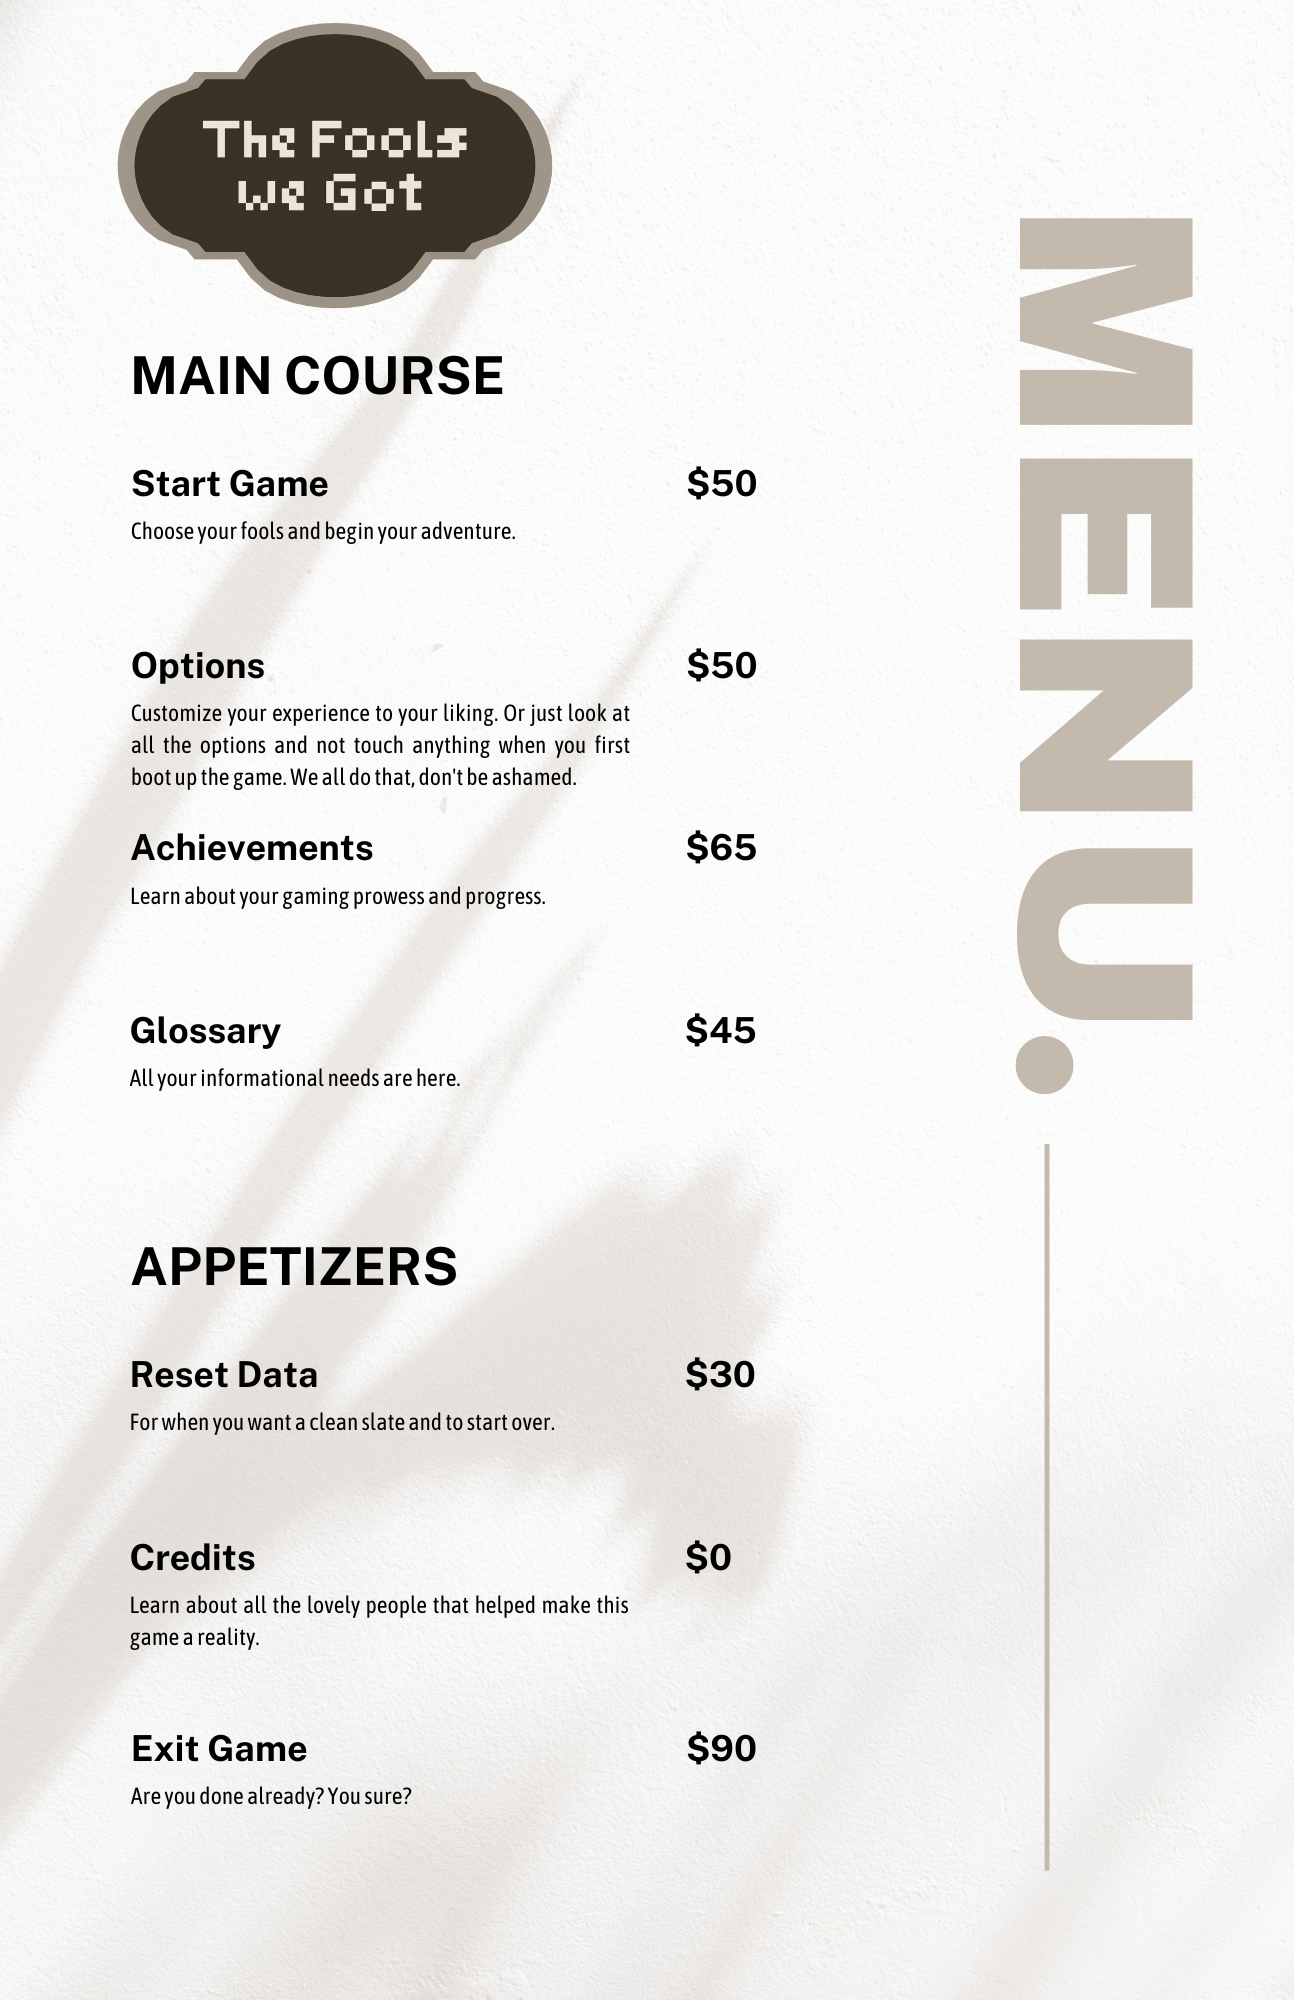 The Fools
we Got
MENU.
MAIN COURSE
Start Game $50
Choose your fools and begin your adventure.
Options $50
Customize your experience to your liking. Or just look at
all the options and not touch anything when you first
boot up the game. We all do that, don't be ashamed.
Achievements $65
Learn about your gaming prowess and progress.
Glossary $45
All your informational needs are here.
APPETIZERS
Reset Data $30
For when you want a clean slate and to start over.
Credits $0
Learn about all the lovely people that helped make this
game a reality.
Exit Game $90
Are you done already? You sure?